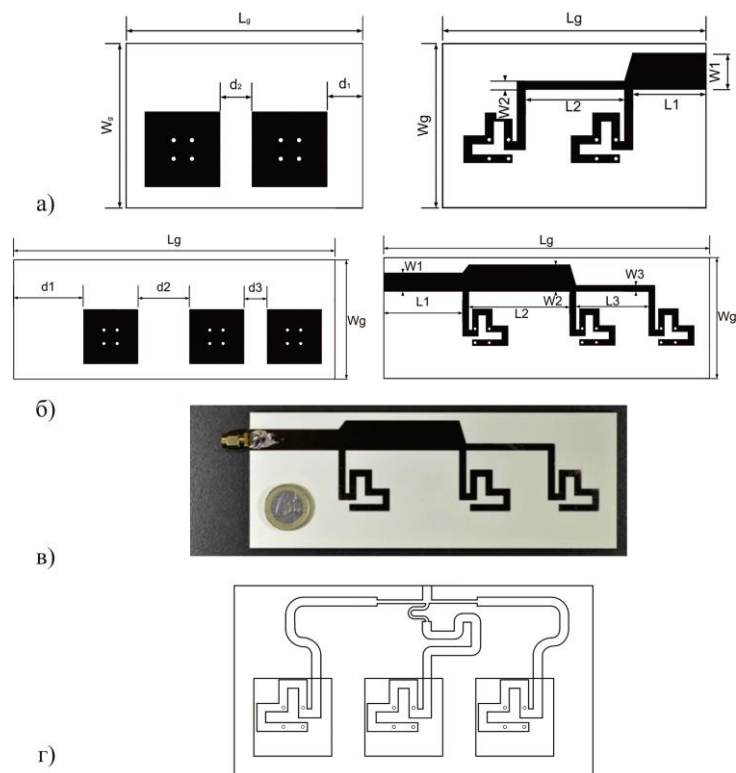 Lg Lg
d2 d1
Wg Wg W2 L2 L1 W1
а)
Lg Lg
d1 d2 d3 Wg W1 L1 L2 W2 L3 W3 Wg
б)
в)
г)